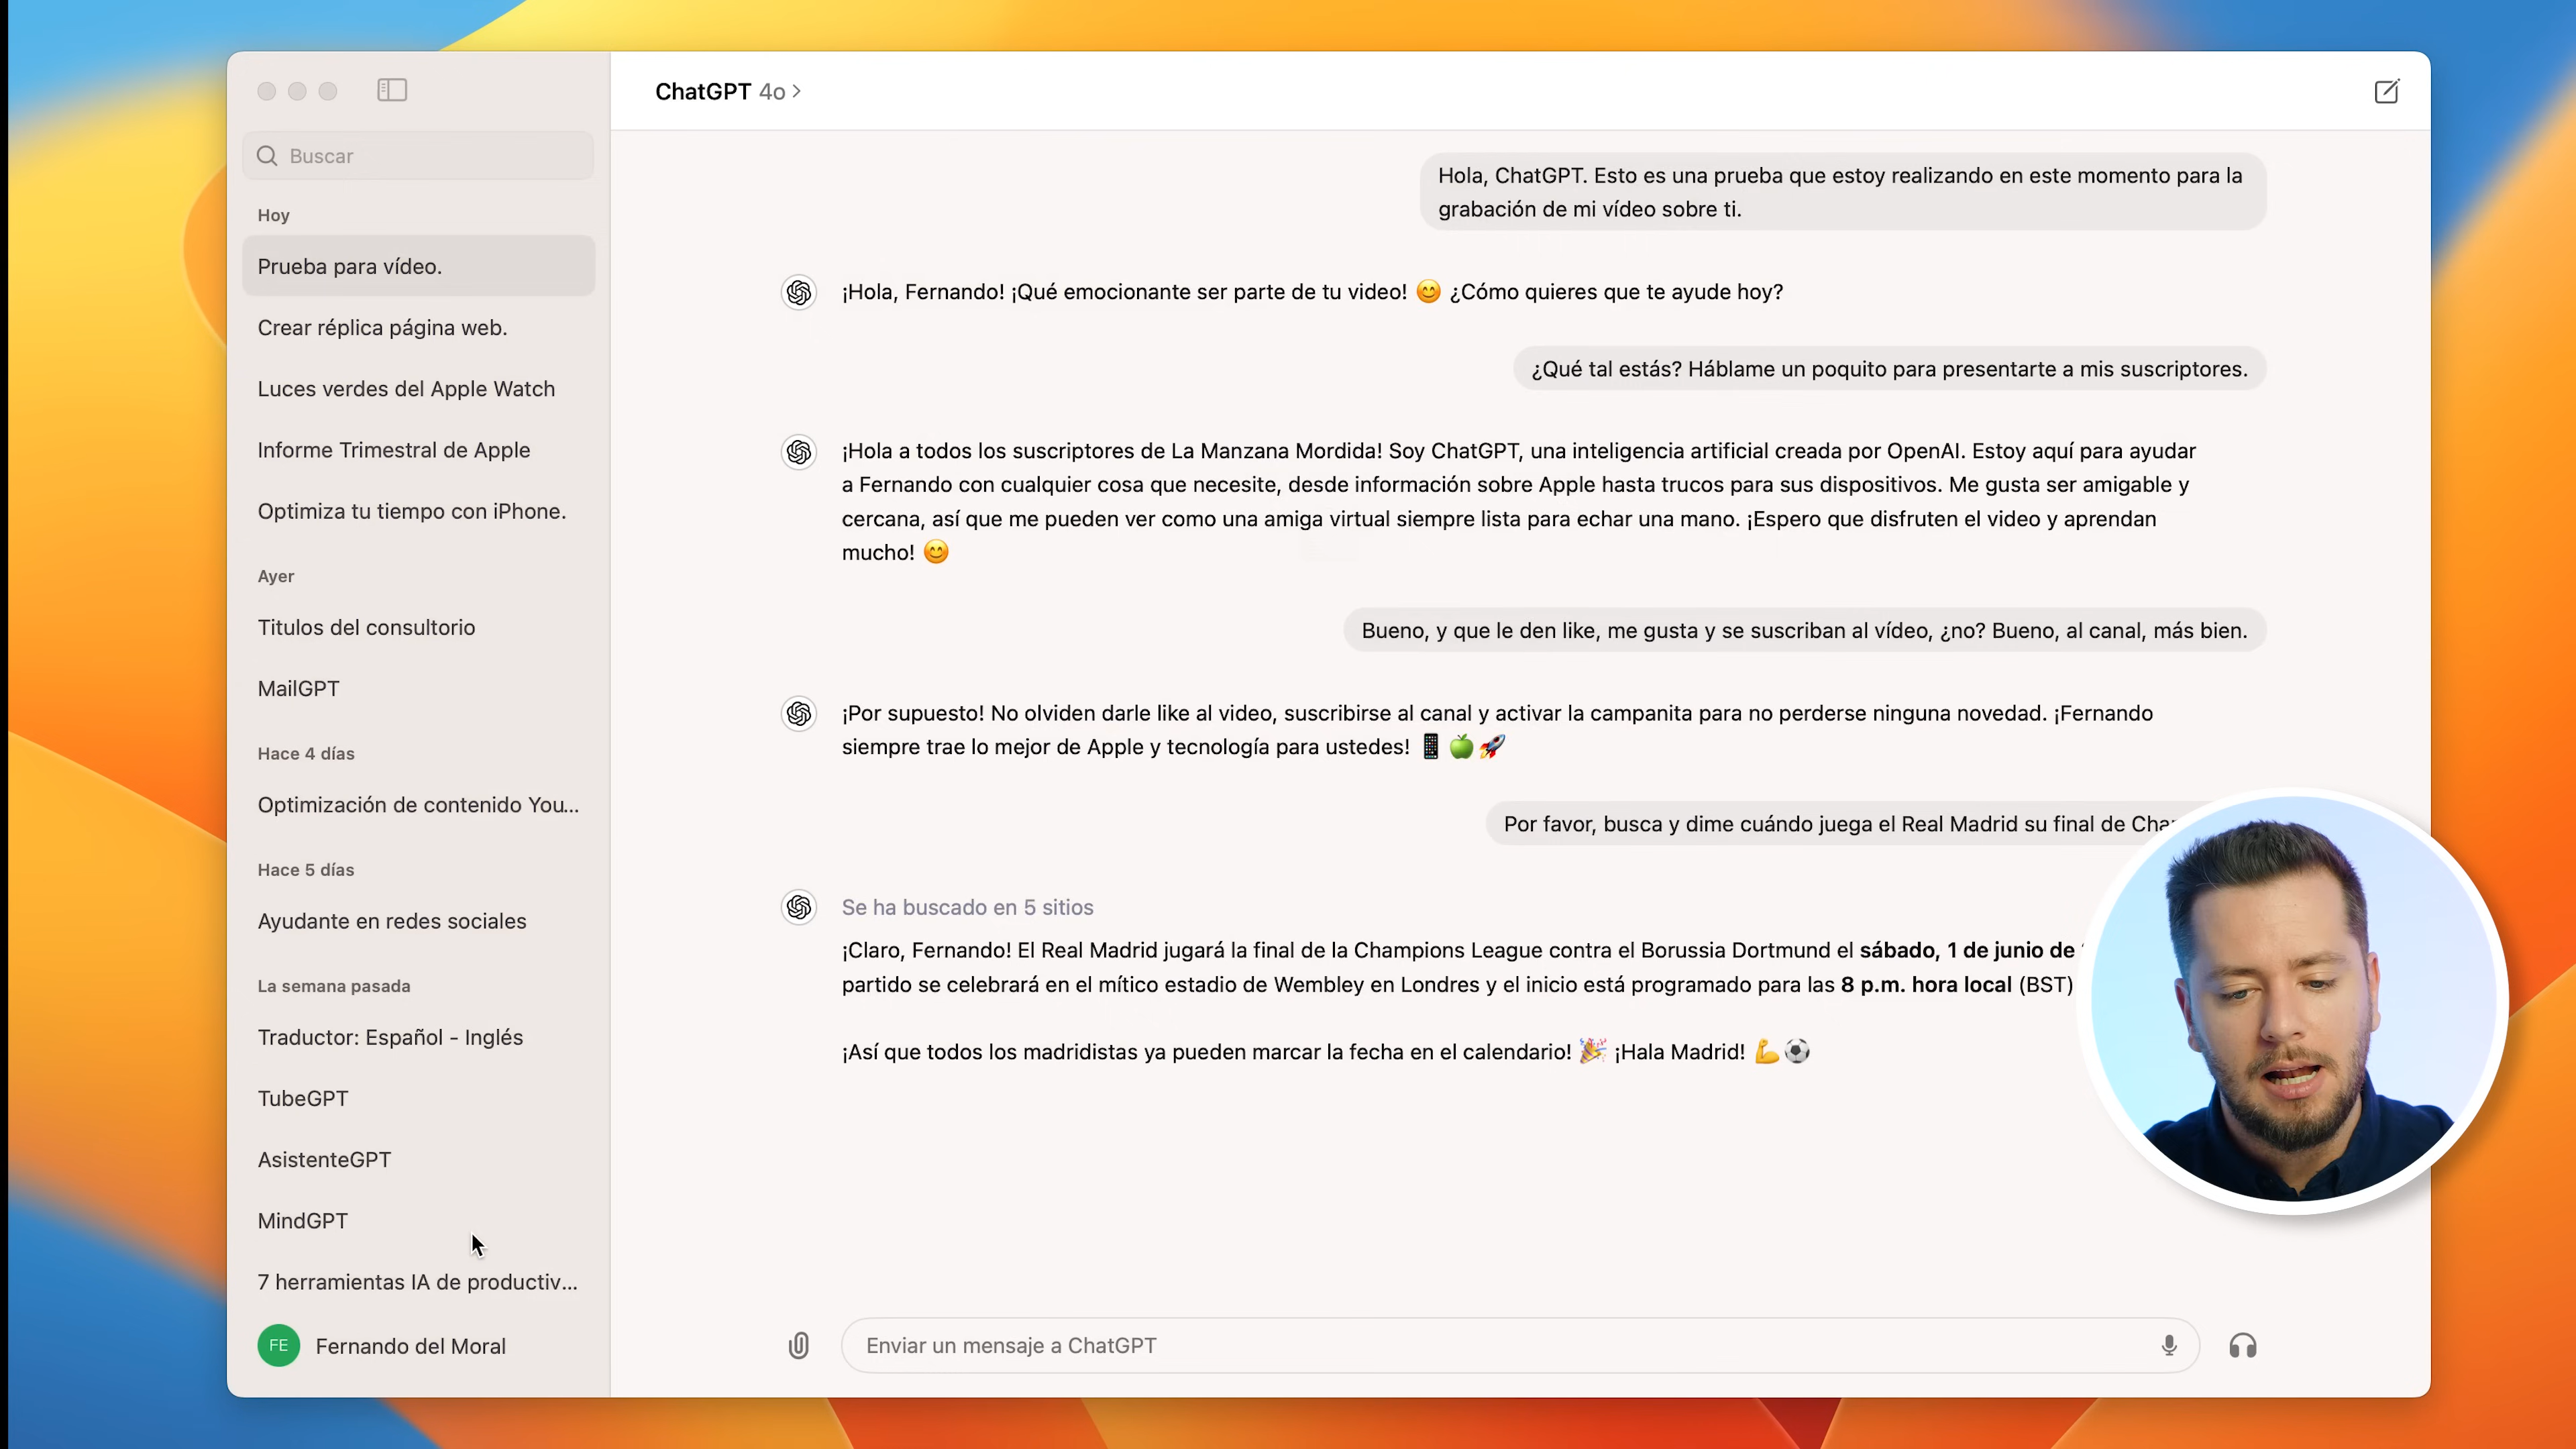 ChatGPT 4o
Buscar
Hoy
Prueba para vídeo.
Crear réplica página web.
Luces verdes del Apple Watch
Informe Trimestral de Apple
Optimiza tu tiempo con iPhone.
Ayer
Titulos del consultorio
MailGPT
Hace 4 días
Optimización de contenido You...
Hace 5 días
Ayudante en redes sociales
La semana pasada
Traductor: Español - Inglés
TubeGPT
AsistenteGPT
MindGPT
7 herramientas IA de productiv...
FE Fernando del Moral
Hola, ChatGPT. Esto es una prueba que estoy realizando en este momento para la
grabación de mi vídeo sobre ti.
¡Hola, Fernando! ¡Qué emocionante ser parte de tu video! 😊 ¿Cómo quieres que te ayude hoy?
¿Qué tal estás? Háblame un poquito para presentarte a mis suscriptores.
¡Hola a todos los suscriptores de La Manzana Mordida! Soy ChatGPT, una inteligencia artificial creada por OpenAI. Estoy aquí para ayudar
a Fernando con cualquier cosa que necesite, desde información sobre Apple hasta trucos para sus dispositivos. Me gusta ser amigable y
cercana, así que me pueden ver como una amiga virtual siempre lista para echar una mano. ¡Espero que disfruten el video y aprendan
mucho! 😊
Bueno, y que le den like, me gusta y se suscriban al vídeo, ¿no? Bueno, al canal, más bien.
¡Por supuesto! No olviden darle like al video, suscribirse al canal y activar la campanita para no perderse ninguna novedad. ¡Fernando
siempre trae lo mejor de Apple y tecnología para ustedes! 📱🍏🚀
Por favor, busca y dime cuándo juega el Real Madrid su final de
Se ha buscado en 5 sitios
¡Claro, Fernando! El Real Madrid jugará la final de la Champions League contra el Borussia Dortmund el sábado, 1 de junio de
partido se celebrará en el mítico estadio de Wembley en Londres y el inicio está programado para las 8 p.m. hora local (BST)
¡Así que todos los madridistas ya pueden marcar la fecha en el calendario! 🎉 ¡Hala Madrid! 💪⚽
Enviar un mensaje a ChatGPT